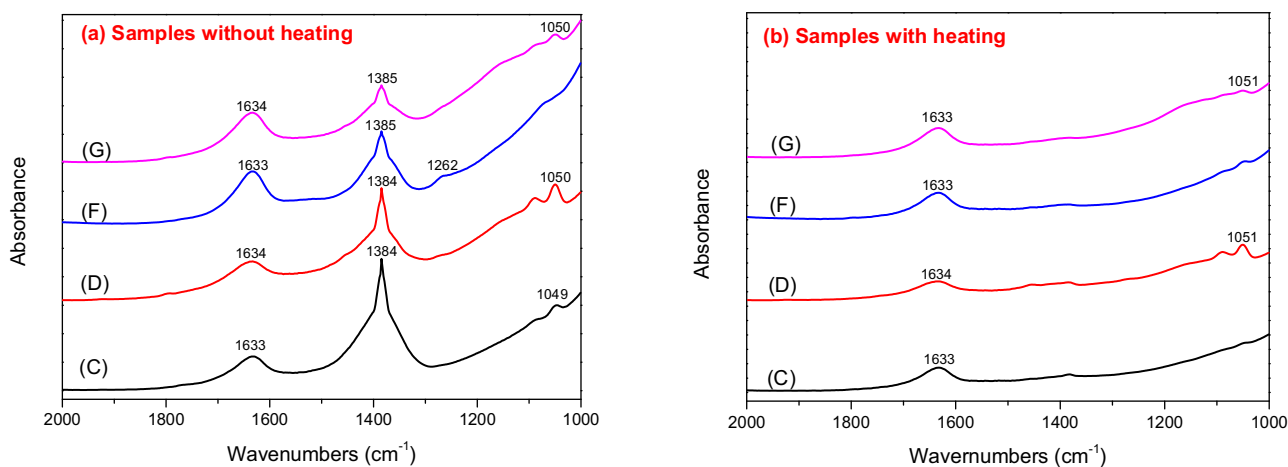 (a) Samples without heating
1050
1385
1634
(G)
1385
1633
1262
(F)
1384
1050
1634
(D)
1384
1049
1633
(C)
Absorbance
2000 1800 1600 1400 1200 1000
Wavenumbers (cm-1)
(b) Samples with heating
1051
1633
(G)
1633
(F)
1051
1634
(D)
1633
(C)
Absorbance
2000 1800 1600 1400 1200 1000
Wavernumbers (cm-1)